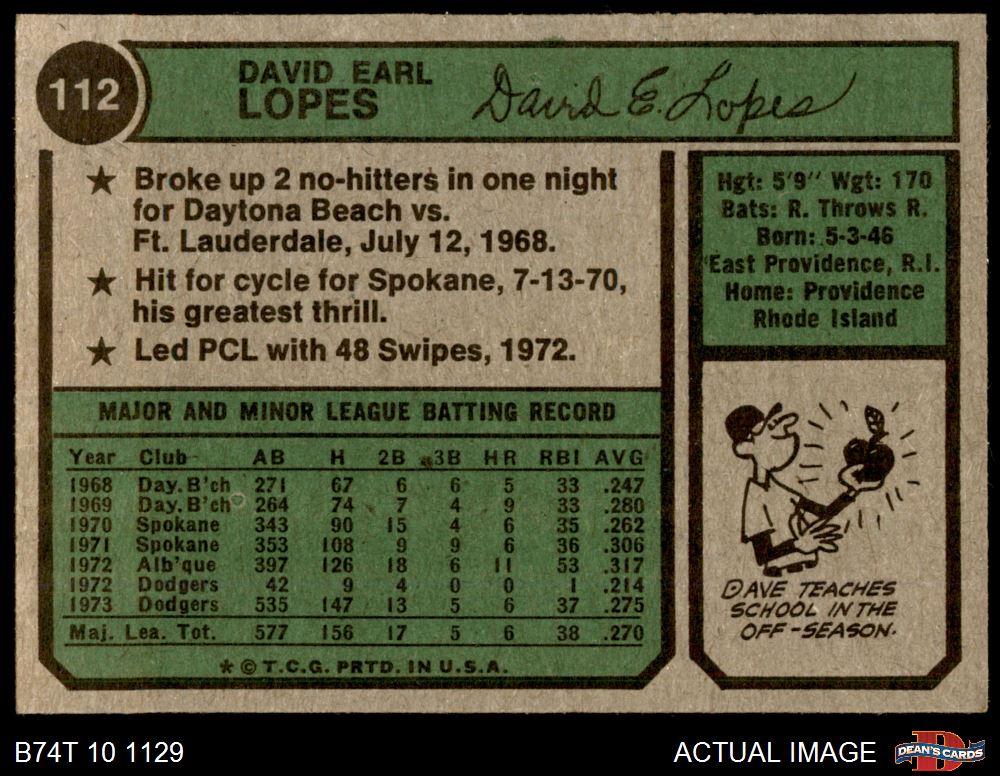 112
DAVID EARL
LOPES
David E. Lopes
★ Broke up 2 no-hitters in one night
for Daytona Beach vs.
Ft. Lauderdale, July 12, 1968.
★ Hit for cycle for Spokane, 7-13-70,
his greatest thrill.
★ Led PCL with 48 Swipes, 1972.
Hgt: 5'9" Wgt: 170
Bats: R. Throws R.
Born: 5-3-46
East Providence, R.I.
Home: Providence
Rhode Island
MAJOR AND MINOR LEAGUE BATTING RECORD
Year Club AB H 2B 3B HR RBI AVG
1968 Day. B'ch 271 67 6 6 5 33 .247
1969 Day. B'ch 264 74 7 4 9 33 .280
1970 Spokane 343 90 15 4 6 35 .262
1971 Spokane 353 108 9 9 6 36 .306
1972 Alb'que 397 126 18 6 11 53 .317
1972 Dodgers 42 9 4 0 0 1 .214
1973 Dodgers 535 147 13 5 6 37 .275
Maj. Lea. Tot. 577 156 17 5 6 38 .270
★ © T.C.G. PRTD. IN U.S.A.
DAVE TEACHES
SCHOOL IN THE
OFF-SEASON.
B74T 10 1129
ACTUAL IMAGE
DEAN'S CARDS